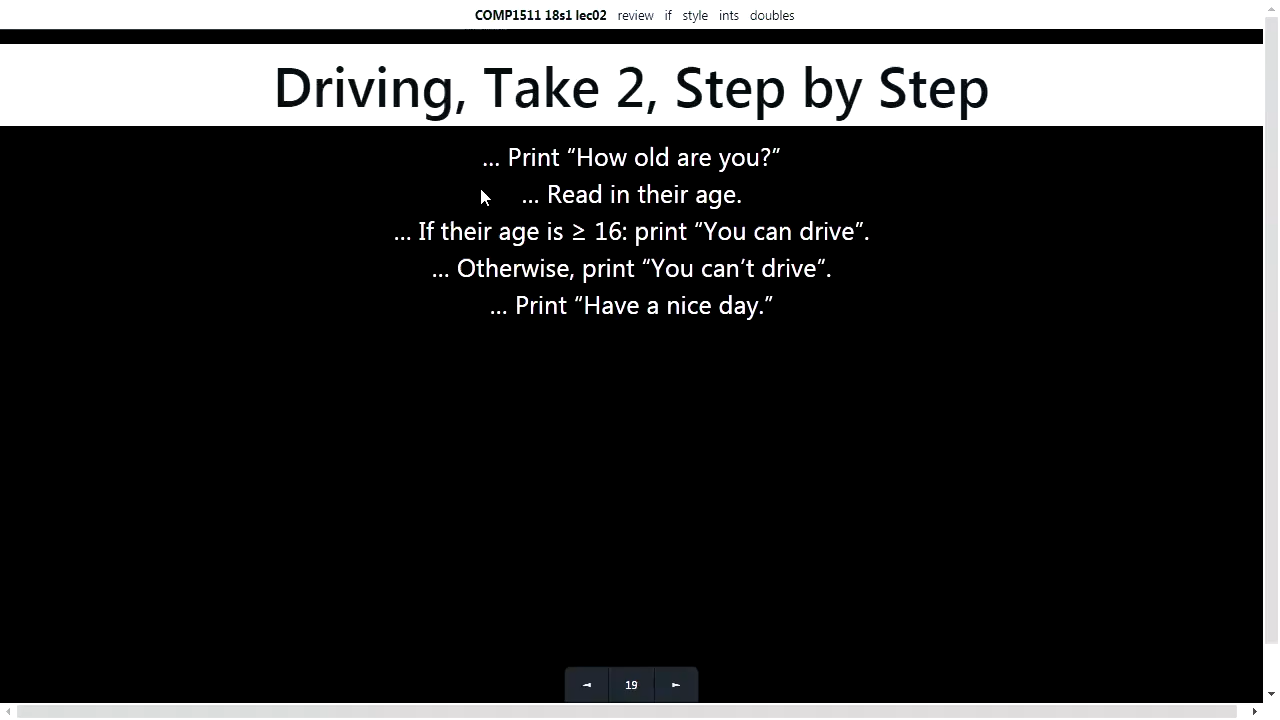 COMP1511 18s1 lec02 review if style ints doubles
Driving, Take 2, Step by Step
... Print “How old are you?”
... Read in their age.
... If their age is ≥ 16: print “You can drive”.
... Otherwise, print “You can’t drive”.
... Print “Have a nice day.”
19